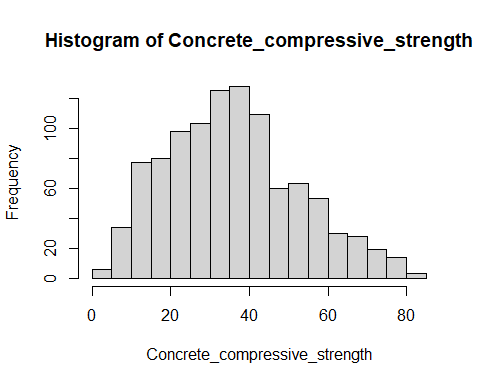 Histogram of Concrete_compressive_strength
Frequency
100
60
20
0
0 20 40 60 80
Concrete_compressive_strength